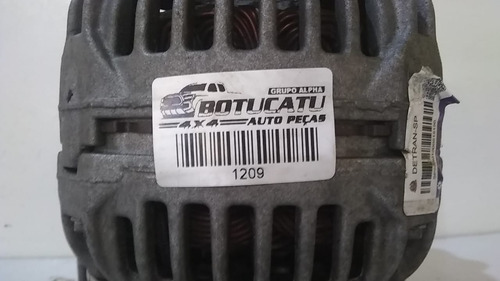 GRUPO ALPHA
BOTUCATU
4X4 AUTO PEÇAS
1209
DETRAN-SP